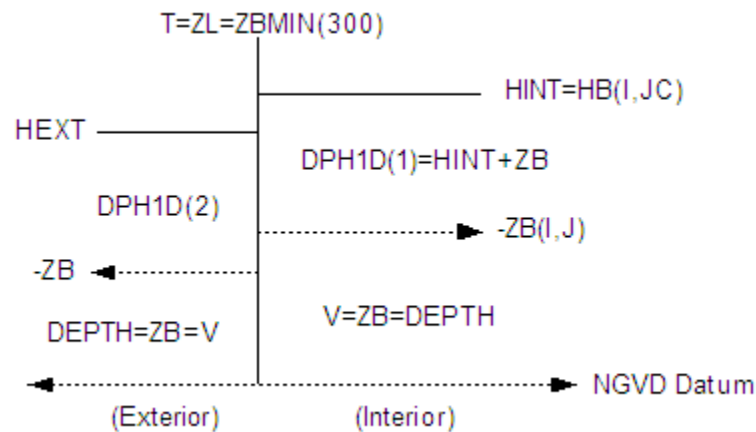 T=ZL=ZBMIN(300)
HINT=HB(I,JC)
HEXT
DPH1D(1)=HINT+ZB
DPH1D(2)
-ZB(I,J)
-ZB
V=ZB=DEPTH
DEPTH=ZB=V
NGVD Datum
(Exterior)
(Interior)